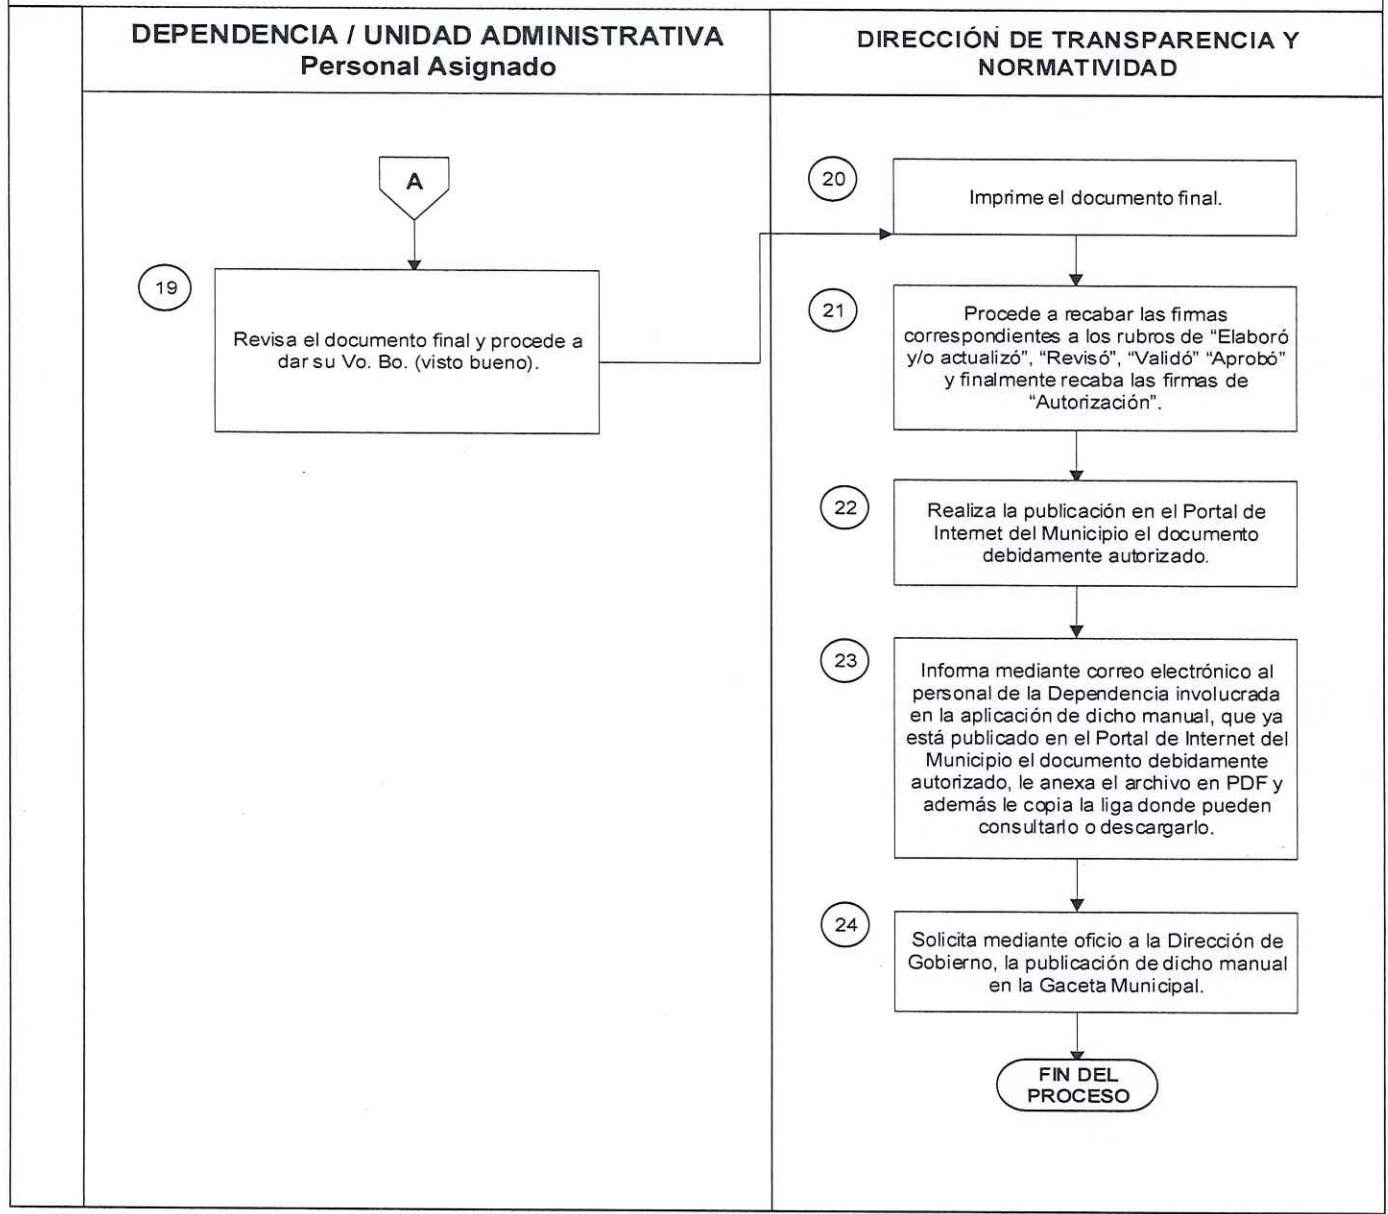 DEPENDENCIA / UNIDAD ADMINISTRATIVA
Personal Asignado
DIRECCIÓN DE TRANSPARENCIA Y
NORMATIVIDAD
A
19
Revisa el documento final y procede a
dar su Vo. Bo. (visto bueno).
20
Imprime el documento final.
21
Procede a recabar las firmas
correspondientes a los rubros de “Elaboró
y/o actualizó”, “Revisó”, “Validó” “Aprobó”
y finalmente recaba las firmas de
“Autorización”.
22
Realiza la publicación en el Portal de
Internet del Municipio el documento
debidamente autorizado.
23
Informa mediante correo electrónico al
personal de la Dependencia involucrada
en la aplicación de dicho manual, que ya
está publicado en el Portal de Internet del
Municipio el documento debidamente
autorizado, le anexa el archivo en PDF y
además le copia la liga donde pueden
consultarlo o descargarlo.
24
Solicita mediante oficio a la Dirección de
Gobierno, la publicación de dicho manual
en la Gaceta Municipal.
FIN DEL
PROCESO